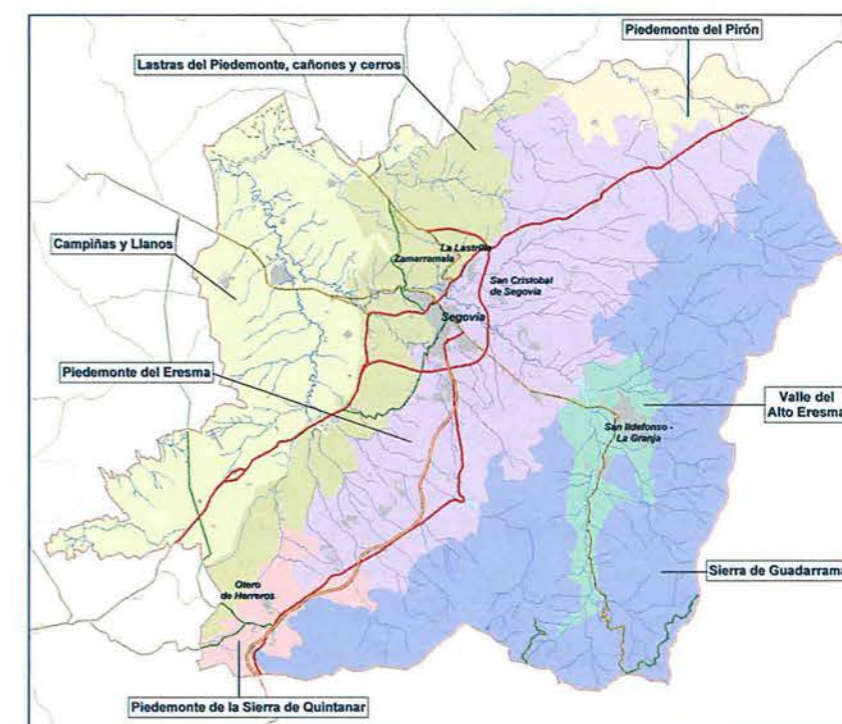 Piedemonte del Pirón
Lastras del Piedemonte, cañones y cerros
Campiñas y Llanos
La Lastrilla
Zamarramala
San Cristobal
de Segovia
Segovia
Piedemonte del Eresma
Valle del
Alto Eresma
San Ildefonso -
La Granja
Sierra de Guadarrama
Otero
de Herreros
Piedemonte de la Sierra de Quintanar